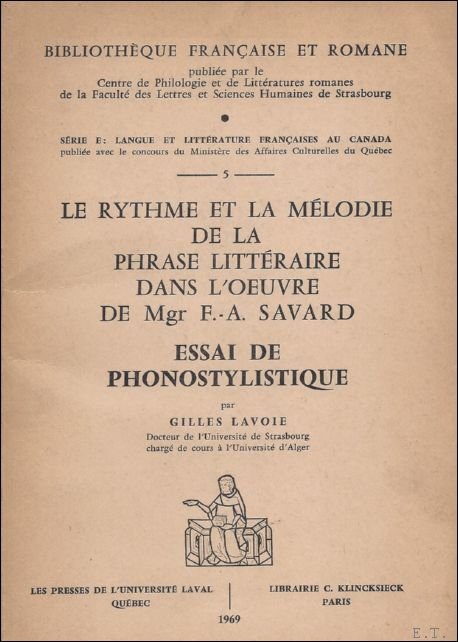 BIBLIOTHÈQUE FRANÇAISE ET ROMANE
publiée par le
Centre de Philologie et de Littératures romanes
de la Faculté des Lettres et Sciences Humaines de Strasbourg
SÉRIE E: LANGUE ET LITTÉRATURE FRANÇAISES AU CANADA
publiée avec le concours du Ministère des Affaires Culturelles du Québec
5
LE RYTHME ET LA MÉLODIE
DE LA
PHRASE LITTÉRAIRE
DANS L'OEUVRE
DE Mgr F.-A. SAVARD
ESSAI DE
PHONOSTYLISTIQUE
par
GILLES LAVOIE
Docteur de l'Université de Strasbourg
chargé de cours à l'Université d'Alger
LES PRESSES DE L'UNIVERSITÉ LAVAL
QUÉBEC
LIBRAIRIE C. KLINCKSIECK
PARIS
1969
E.T.